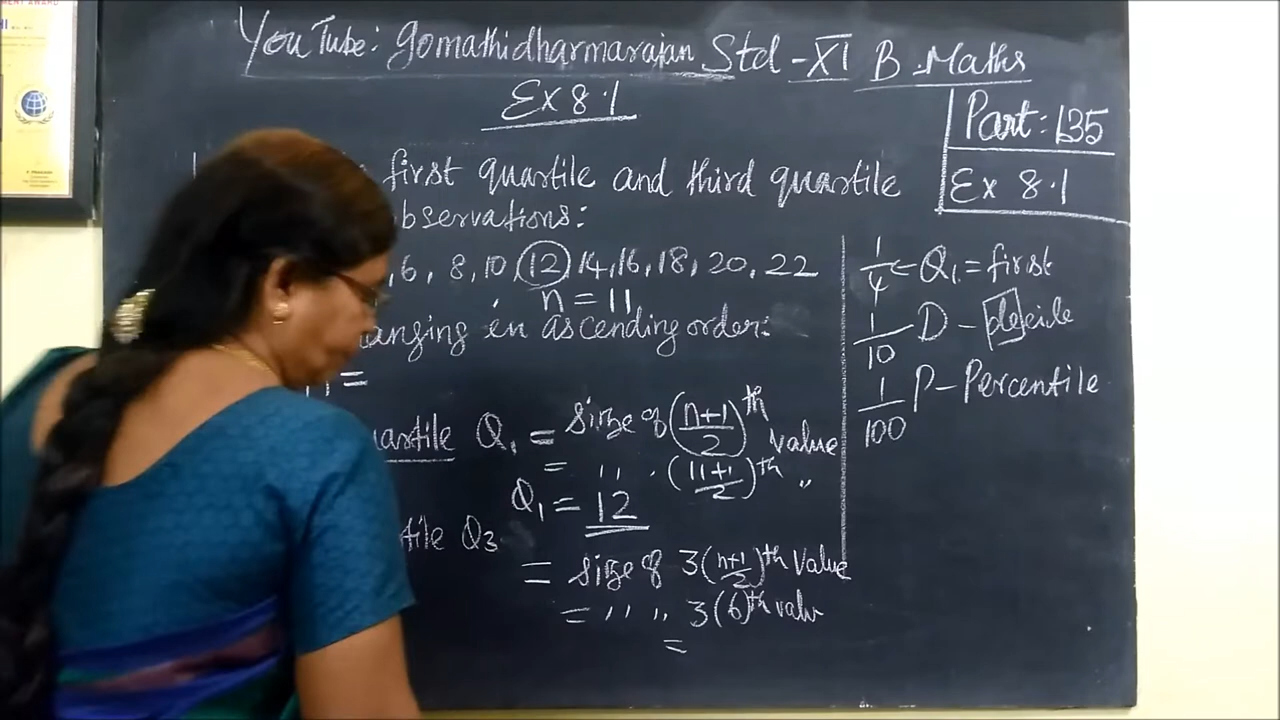 YouTube: gomathidharmarajan Std-XI B.Maths
Ex 8.1
Part: 135
Ex 8.1
first quartile and third quartile
bservations:
6, 8, 10, 12 14, 16, 18, 20, 22
n = 11
anging in ascending order:
=
uartile Q₁ = size of (n+1/2)th value
= ,, . (11+1/2)th ,,
Q₁ = 12
tile Q3
= size of 3(n+1/2)th Value
= ,, ,, 3(6)th valu
=
1/4 ← Q₁ = first
1/10 D -
1/100 P - Percentile